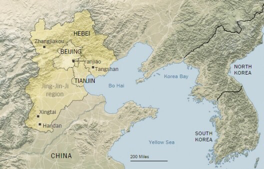 HEBEI
Zhangjiakou
BEIJING
Yanjiao
Tangshan
TIANJIN
Jing-Jin-Ji
region
Bo Hai
Korea Bay
NORTH
KOREA
Xingtai
Handan
SOUTH
KOREA
Yellow Sea
CHINA
200 Miles